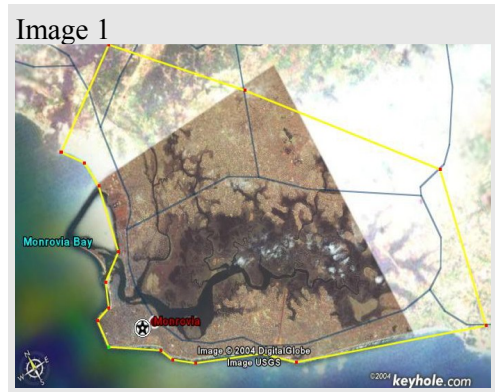 Image 1
Monrovia Bay
Monrovia
Image © 2004 DigitalGlobe
Image USGS
©2004 keyhole.com
N
E
S
W